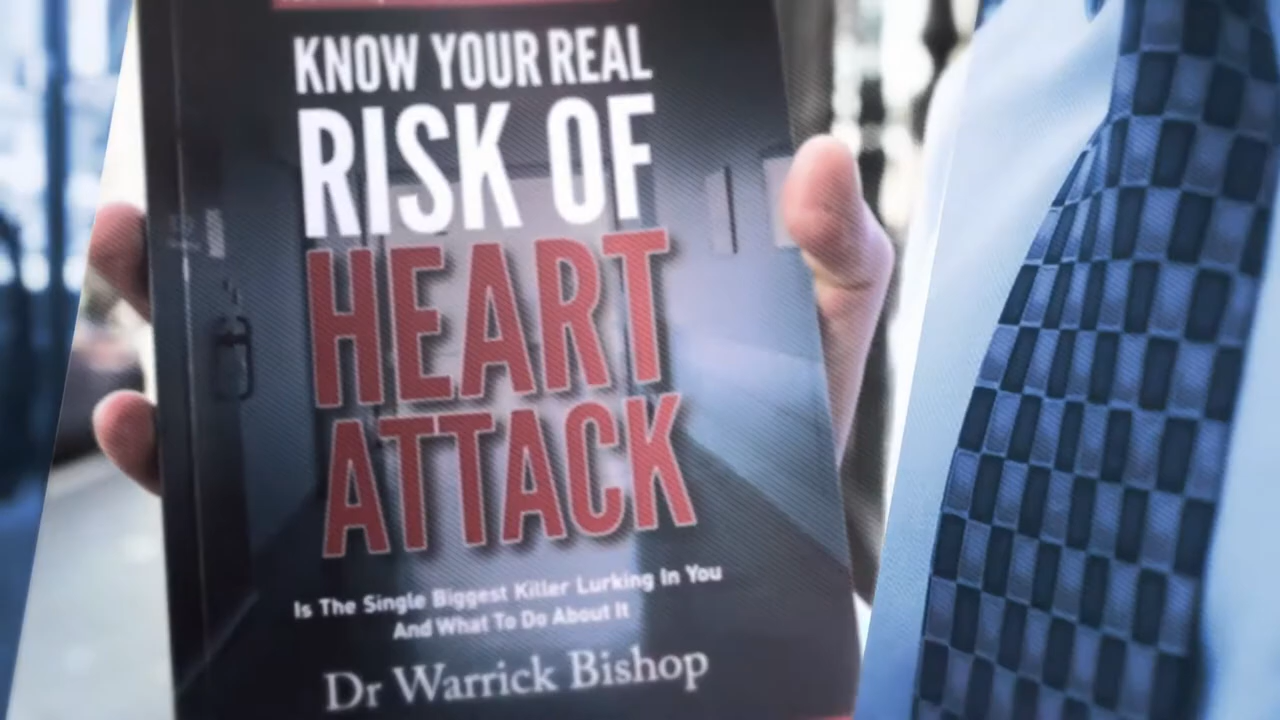 KNOW YOUR REAL
RISK OF
HEART
ATTACK
Is The Single Biggest Killer Lurking In You
And What To Do About It
Dr Warrick Bishop